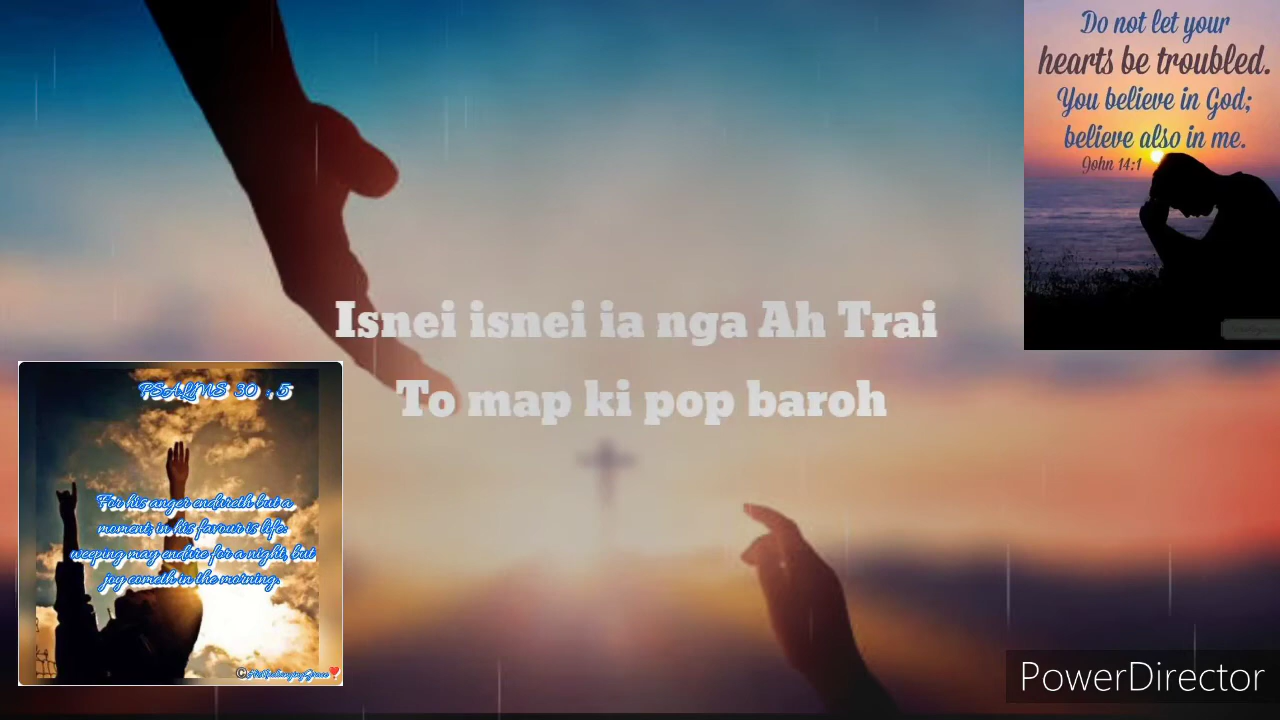 Do not let your
hearts be troubled.
You believe in God;
believe also in me.
John 14:1
Isnei isnei ia nga Ah Trai
To map ki pop baroh
PSALMS 30 : 5
For his anger endureth but a
moment; in his favour is life:
weeping may endure for a night, but
joy cometh in the morning.
PowerDirector